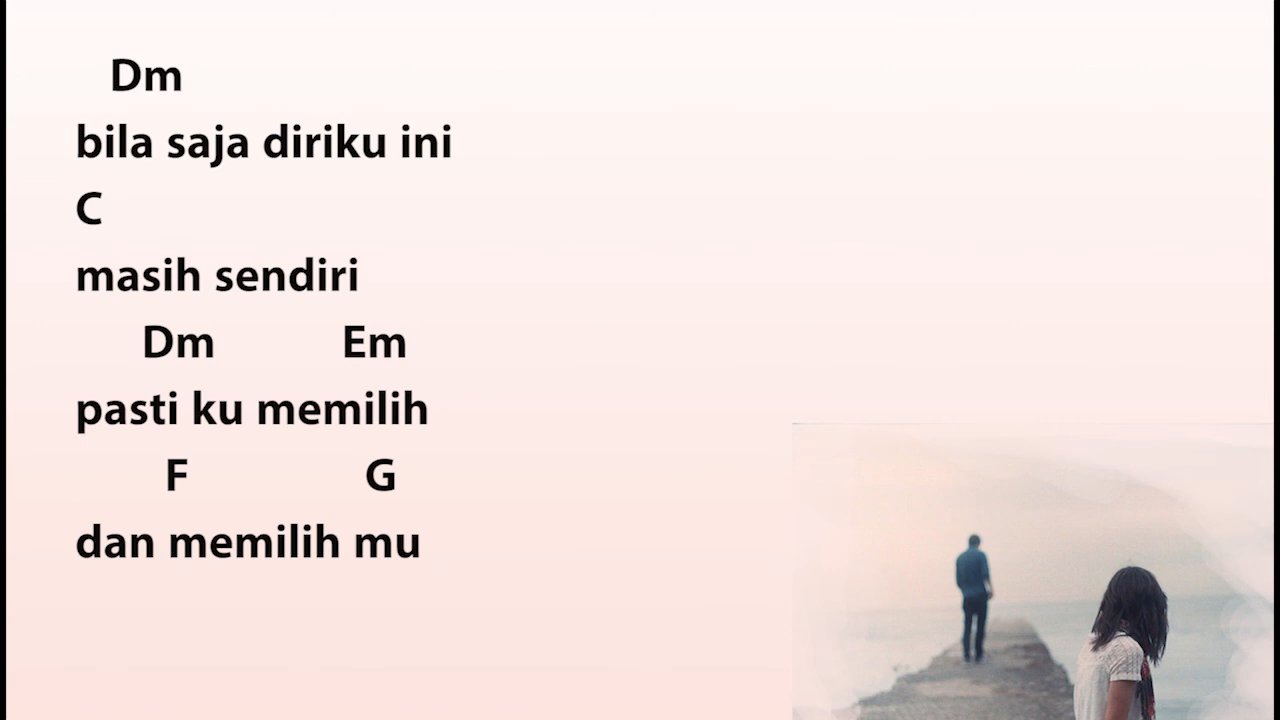 Dm
bila saja diriku ini
C
masih sendiri
Dm Em
pasti ku memilih
F G
dan memilih mu